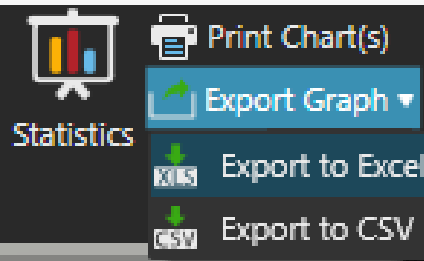 Print Chart(s)
Export Graph
Statistics
XLS Export to Excel
CSV Export to CSV